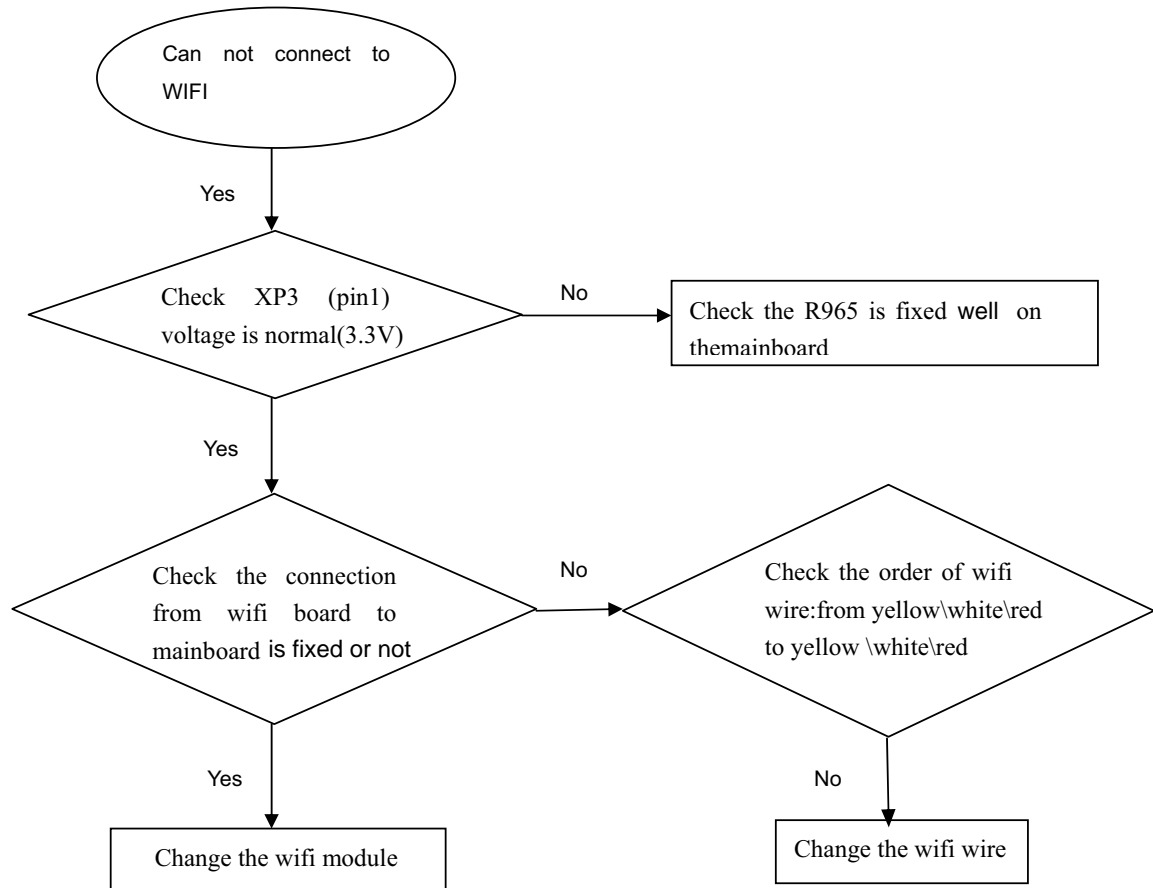 Can not connect to
WIFI
Yes
Check XP3 (pin1)
voltage is normal(3.3V)
No
Check the R965 is fixed well on
themainboard
Yes
Check the connection
from wifi board to
mainboard is fixed or not
No
Check the order of wifi
wire:from yellow\white\red
to yellow \white\red
Yes
Change the wifi module
No
Change the wifi wire